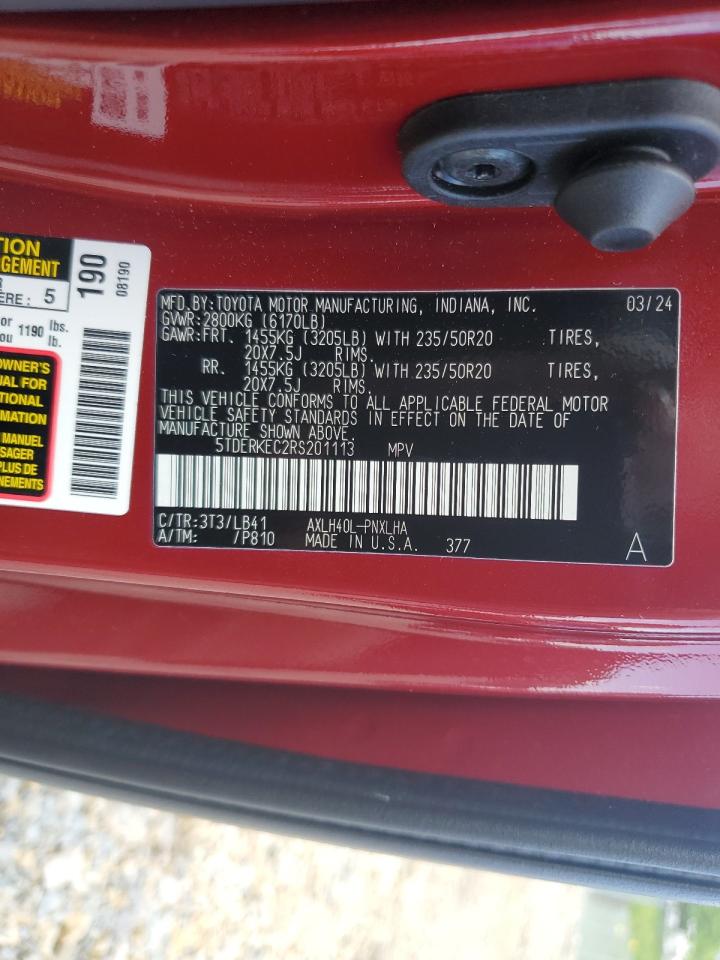 TION
GEMENT
ÈRE : 5
190
08190
or 1190 lbs.
ou lb.
OWNER'S
UAL FOR
TIONAL
MATION
MANUEL
SAGER
PLUS DE
NEMENTS
MFD.BY:TOYOTA MOTOR MANUFACTURING, INDIANA, INC. 03/24
GVWR:2800KG (6170LB)
GAWR:FRT. 1455KG (3205LB) WITH 235/50R20 TIRES,
20X7.5J RIMS.
RR. 1455KG (3205LB) WITH 235/50R20 TIRES,
20X7.5J RIMS.
THIS VEHICLE CONFORMS TO ALL APPLICABLE FEDERAL MOTOR
VEHICLE SAFETY STANDARDS IN EFFECT ON THE DATE OF
MANUFACTURE SHOWN ABOVE.
5TDERKEC2RS201113 MPV
C/TR:3T3/LB41 AXLH40L-PNXLHA
A/TM: /P810 MADE IN U.S.A. 377 A